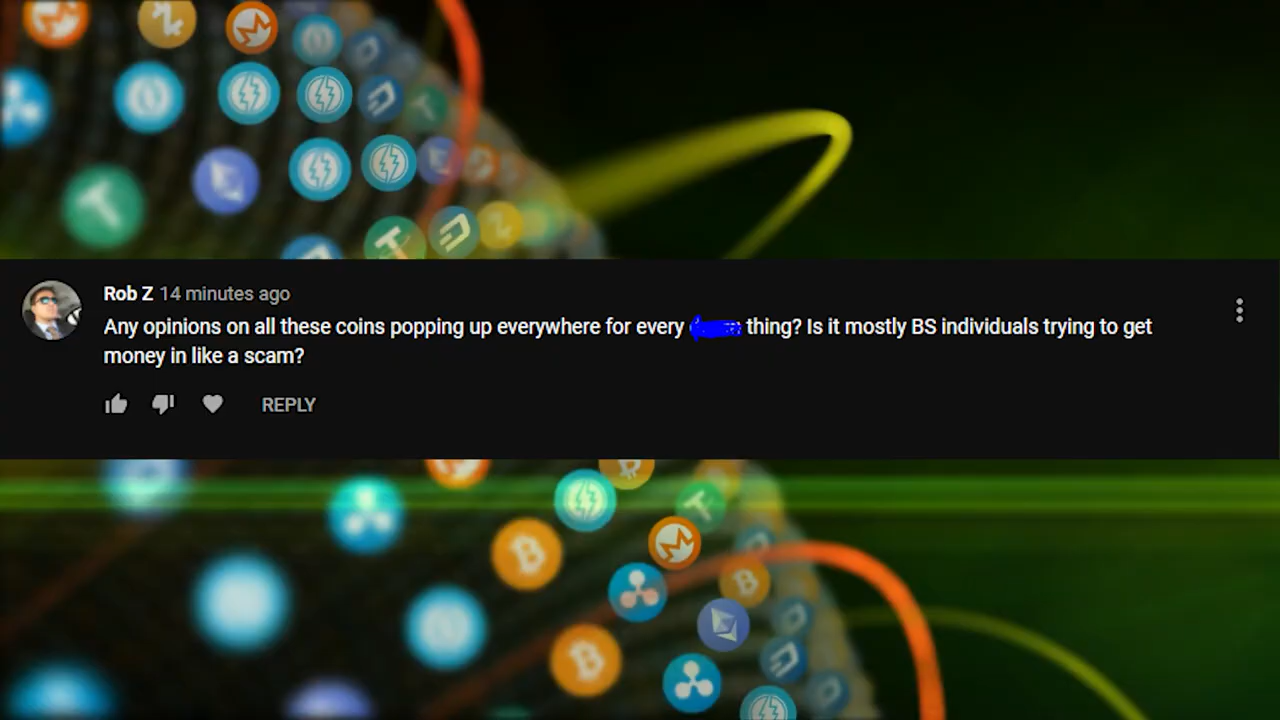 Rob Z 14 minutes ago
Any opinions on all these coins popping up everywhere for every thing? Is it mostly BS individuals trying to get
money in like a scam?
REPLY